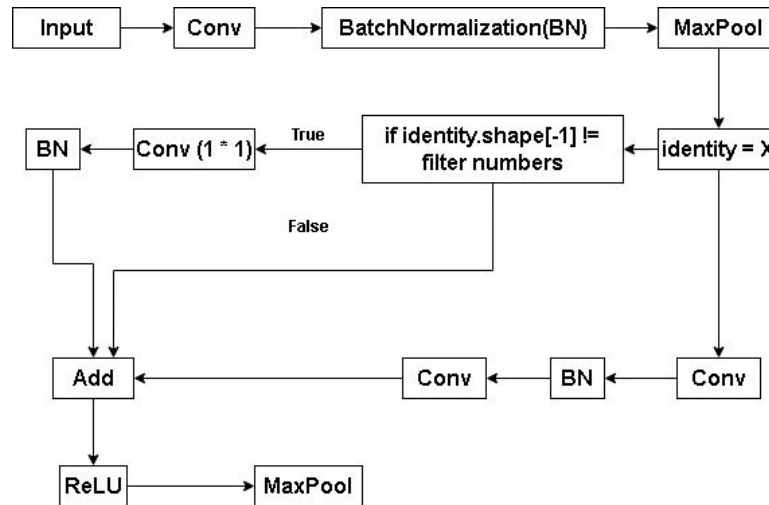 Input
Conv
BatchNormalization(BN)
MaxPool
BN
Conv (1 * 1)
True
if identity.shape[-1] !=
filter numbers
identity = X
False
Add
Conv
BN
Conv
ReLU
MaxPool